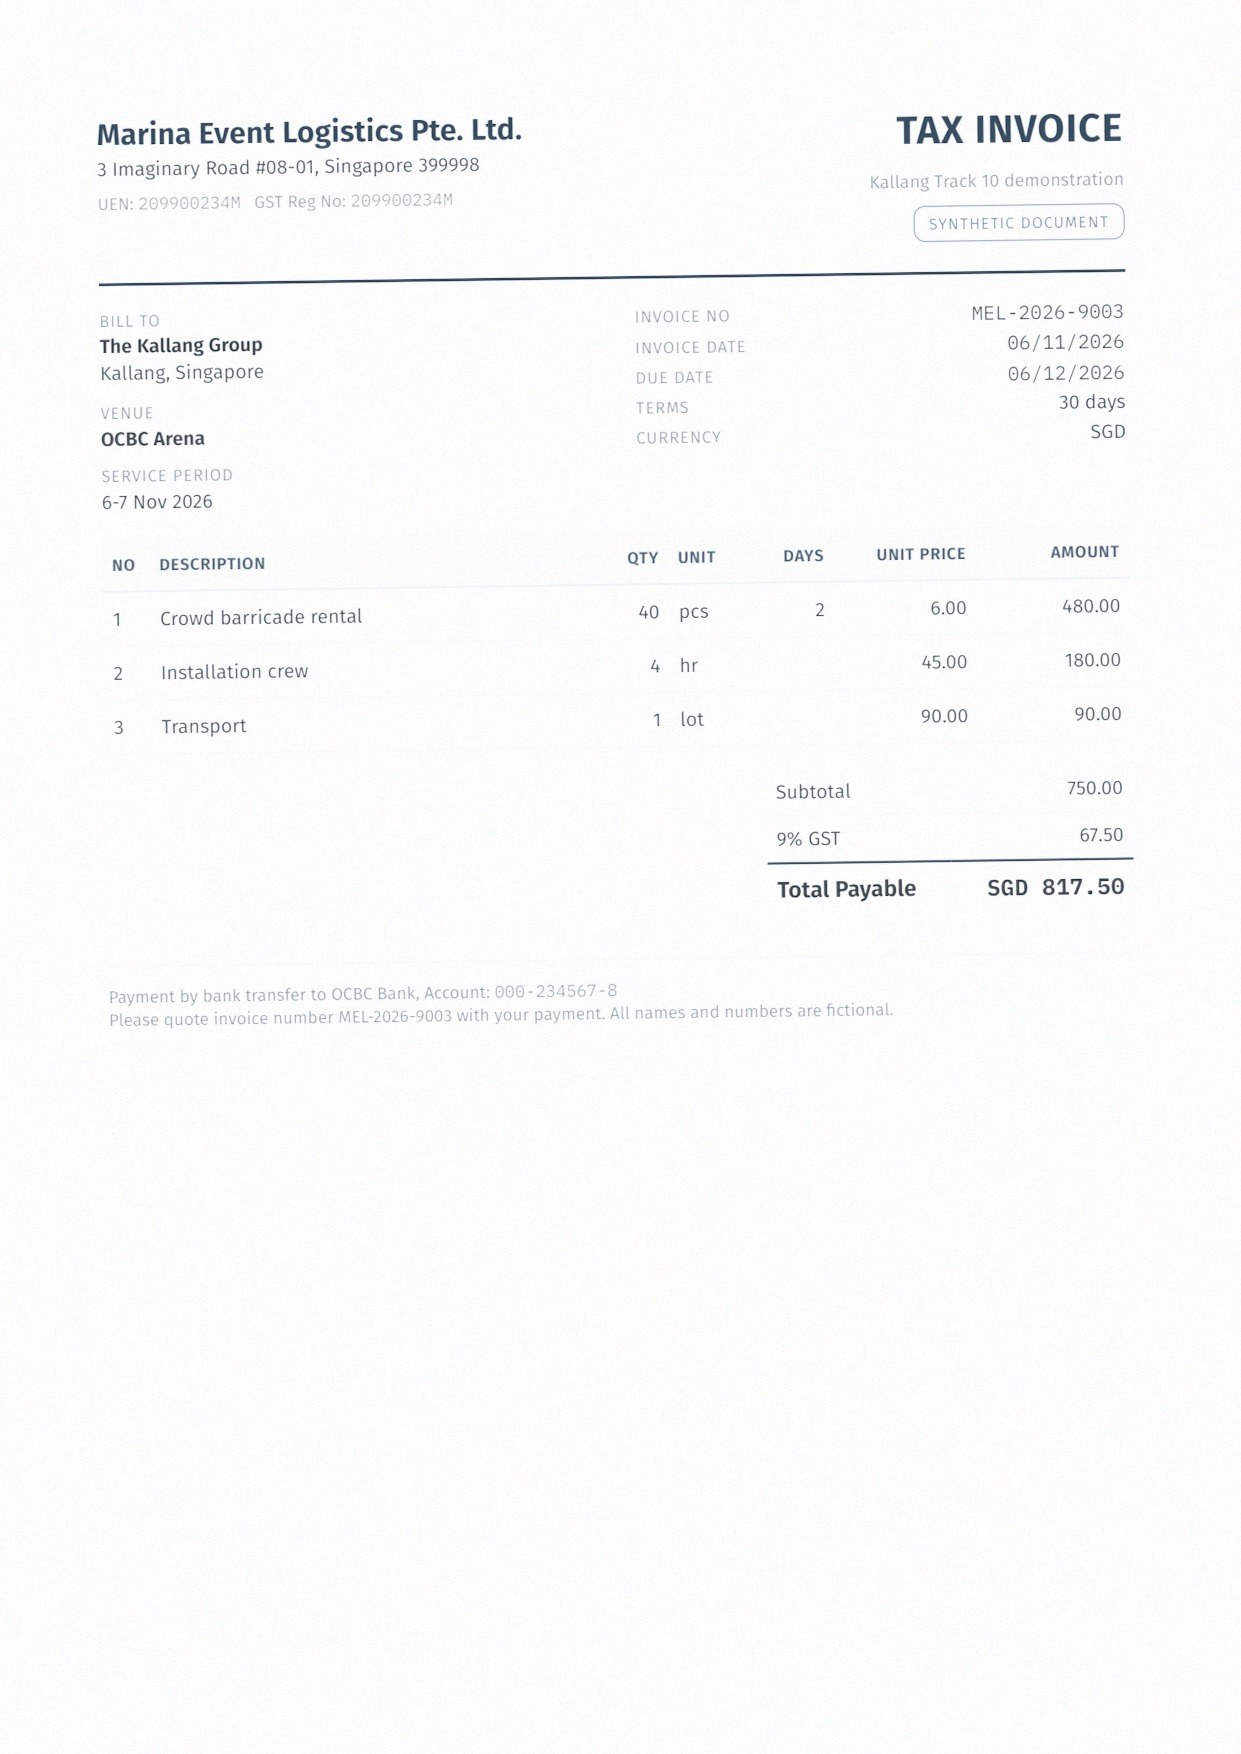 Marina Event Logistics Pte. Ltd.
3 Imaginary Road #08-01, Singapore 399998
UEN: 209900234M GST Reg No: 209900234M
TAX INVOICE
Kallang Track 10 demonstration
SYNTHETIC DOCUMENT
BILL TO
The Kallang Group
Kallang, Singapore
VENUE
OCBC Arena
SERVICE PERIOD
6-7 Nov 2026
INVOICE NO MEL-2026-9003
INVOICE DATE 06/11/2026
DUE DATE 06/12/2026
TERMS 30 days
CURRENCY SGD
NO DESCRIPTION QTY UNIT DAYS UNIT PRICE AMOUNT
1 Crowd barricade rental 40 pcs 2 6.00 480.00
2 Installation crew 4 hr 45.00 180.00
3 Transport 1 lot 90.00 90.00
Subtotal 750.00
9% GST 67.50
Total Payable SGD 817.50
Payment by bank transfer to OCBC Bank, Account: 000-234567-8
Please quote invoice number MEL-2026-9003 with your payment. All names and numbers are fictional.